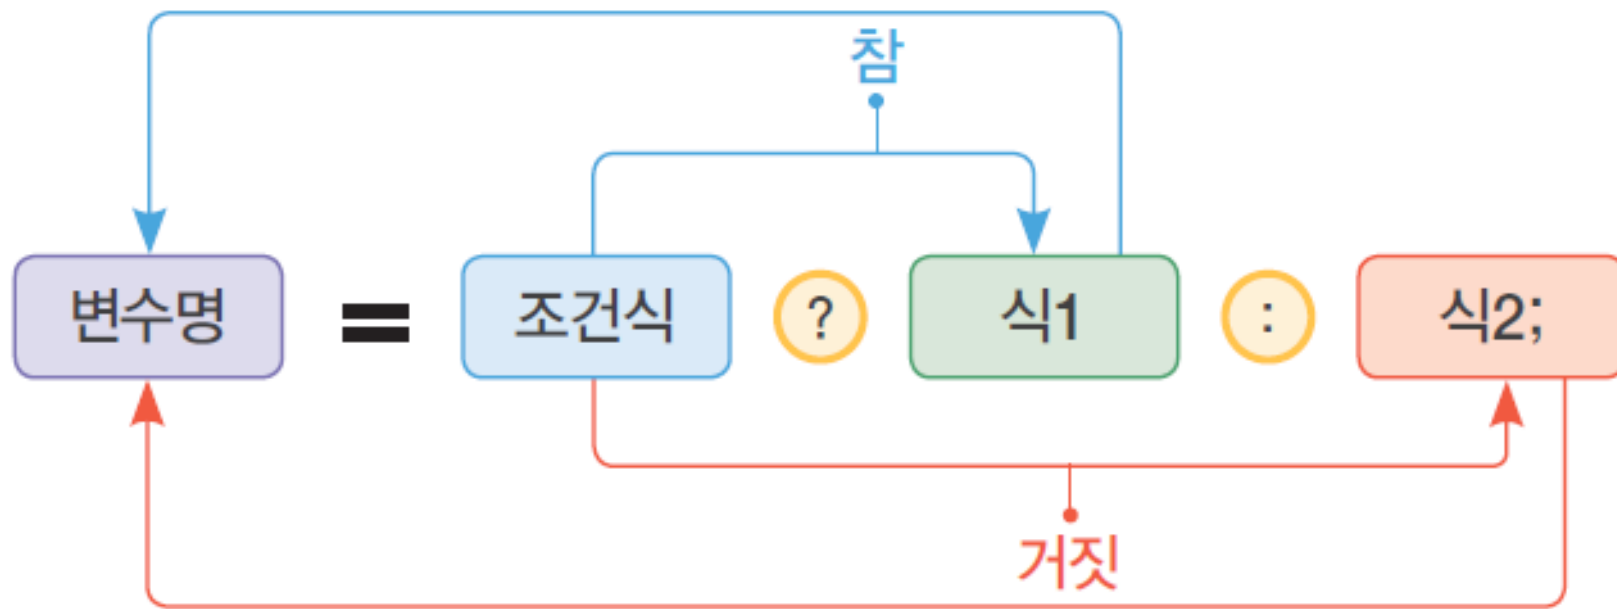 참
변수명 = 조건식 ? 식1 : 식2;
거짓